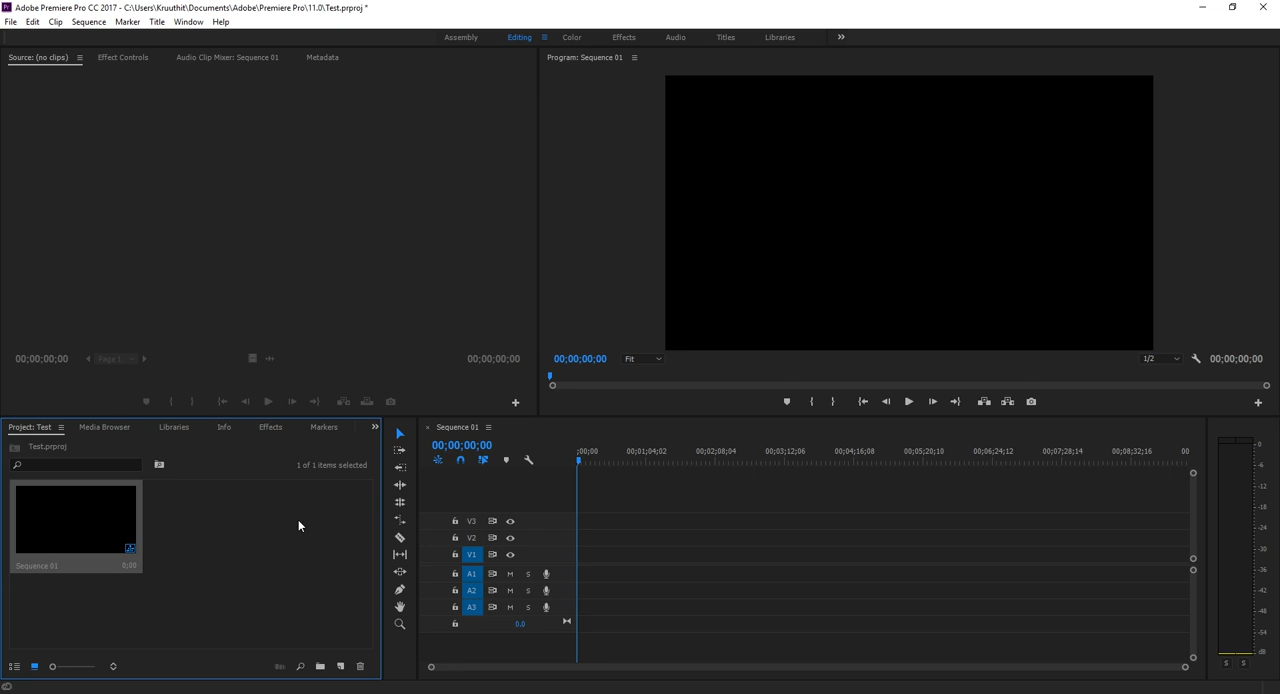 Adobe Premiere Pro CC 2017 - C:\Users\Kruuthit\Documents\Adobe\Premiere Pro\11.0\Test.prproj *
File Edit Clip Sequence Marker Title Window Help
Assembly Editing Color Effects Audio Titles Libraries
Source: (no clips) Effect Controls Audio Clip Mixer: Sequence 01 Metadata
Program: Sequence 01
00;00;00;00 Page 1 00;00;00;00
00;00;00;00 Fit 1/2 00;00;00;00
Project: Test Media Browser Libraries Info Effects Markers
Test.prproj
1 of 1 items selected
Sequence 01 0;00
Sequence 01
00;00;00;00
;00;00 00;01;04;02 00;02;08;04 00;03;12;06 00;04;16;08 00;05;20;10 00;06;24;12 00;07;28;14 00;08;32;16 00
V3
V2
V1
A1 M S
A2 M S
A3 M S
0.0
0
-6
-12
-18
-24
-30
-36
-42
-48
-54
dB
S S